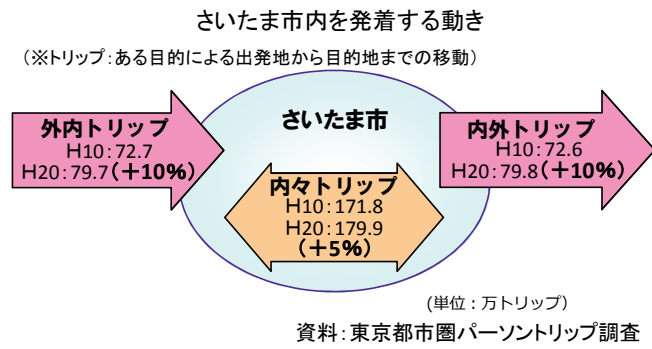 さいたま市内を発着する動き
（※トリップ：ある目的による出発地から目的地までの移動）
外内トリップ
H10：72.7
H20：79.7（＋10%）
さいたま市
内外トリップ
H10：72.6
H20：79.8（＋10%）
内々トリップ
H10：171.8
H20：179.9
（＋5%）
(単位：万トリップ）
資料：東京都市圏パーソントリップ調査